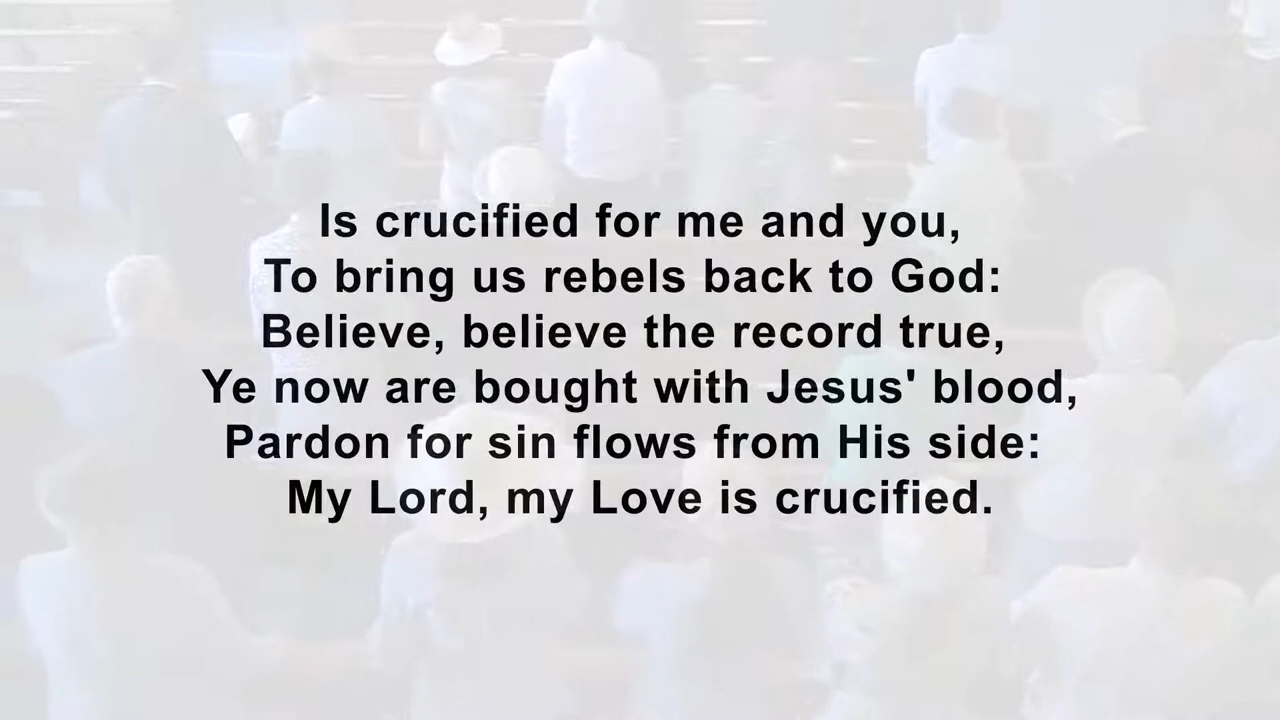 Is crucified for me and you,
To bring us rebels back to God:
Believe, believe the record true,
Ye now are bought with Jesus' blood,
Pardon for sin flows from His side:
My Lord, my Love is crucified.